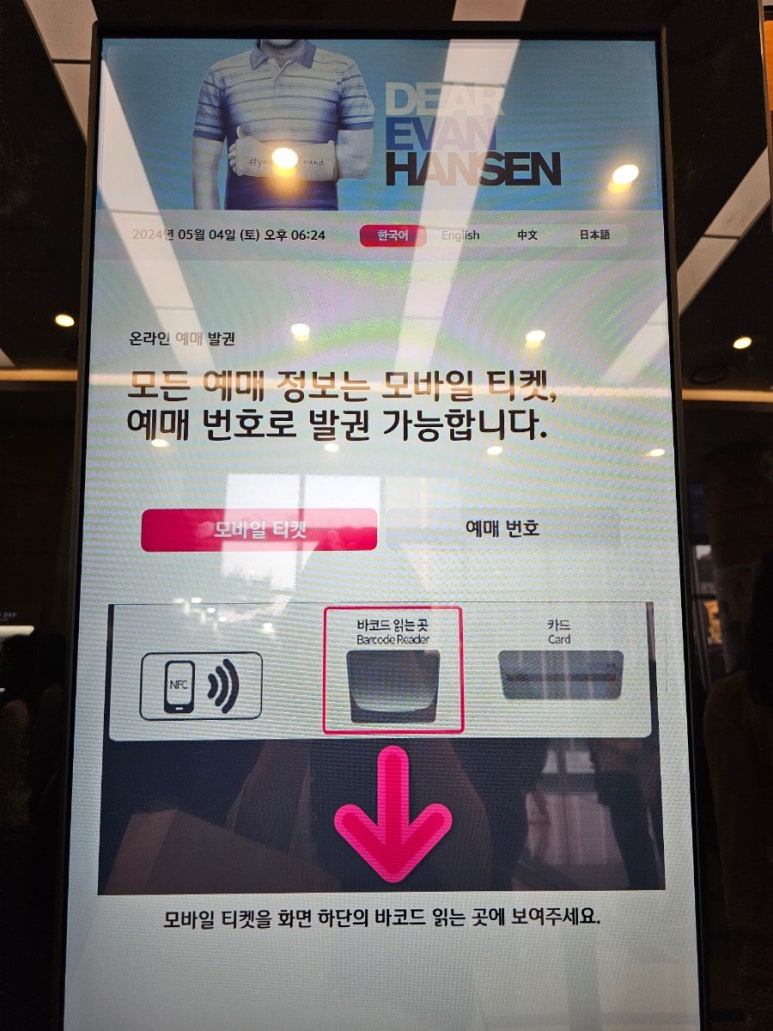 DEAR
EVAN
HANSEN
2024년 05월 04일 (토) 오후 06:24
한국어 English 中文 日本語
온라인 예매 발권
모든 예매 정보는 모바일 티켓,
예매 번호로 발권 가능합니다.
모바일 티켓 예매 번호
바코드 읽는 곳 카드
Barcode Reader Card
NFC
모바일 티켓을 화면 하단의 바코드 읽는 곳에 보여주세요.